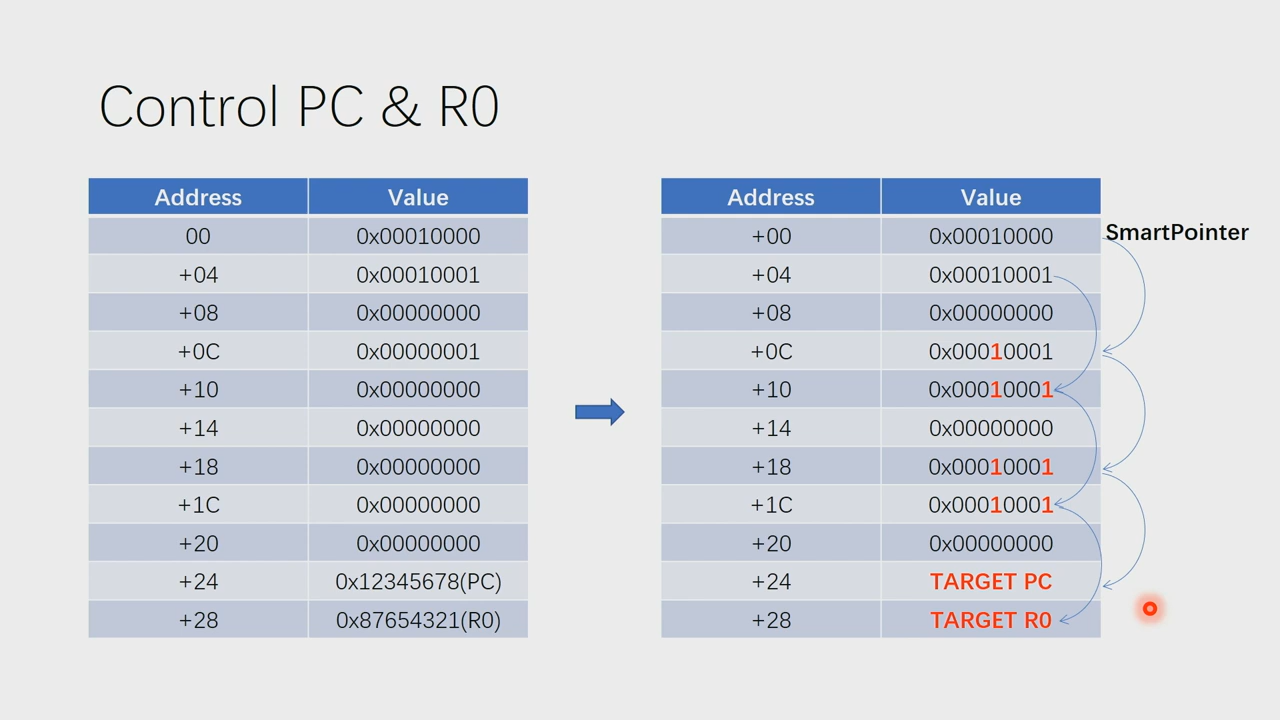 Control PC & R0
Address Value
00 0x00010000
+04 0x00010001
+08 0x00000000
+0C 0x00000001
+10 0x00000000
+14 0x00000000
+18 0x00000000
+1C 0x00000000
+20 0x00000000
+24 0x12345678(PC)
+28 0x87654321(R0)
Address Value
+00 0x00010000 SmartPointer
+04 0x00010001
+08 0x00000000
+0C 0x00010001
+10 0x00010001
+14 0x00000000
+18 0x00010001
+1C 0x00010001
+20 0x00000000
+24 TARGET PC
+28 TARGET R0